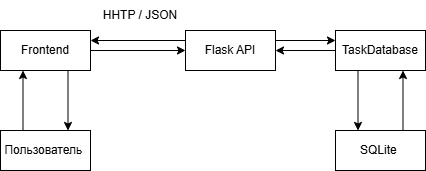 HHTP / JSON
Frontend
Flask API
TaskDatabase
Пользователь
SQLite